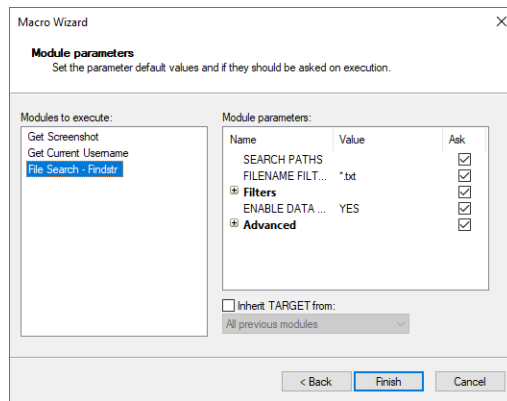 Macro Wizard
Module parameters
Set the parameter default values and if they should be asked on execution.
Modules to execute:
Get Screenshot
Get Current Username
File Search - Findstr
Module parameters:
Name Value Ask
SEARCH PATHS
FILENAME FILT... *.txt
Filters
ENABLE DATA ... YES
Advanced
Inherit TARGET from:
All previous modules
< Back Finish Cancel